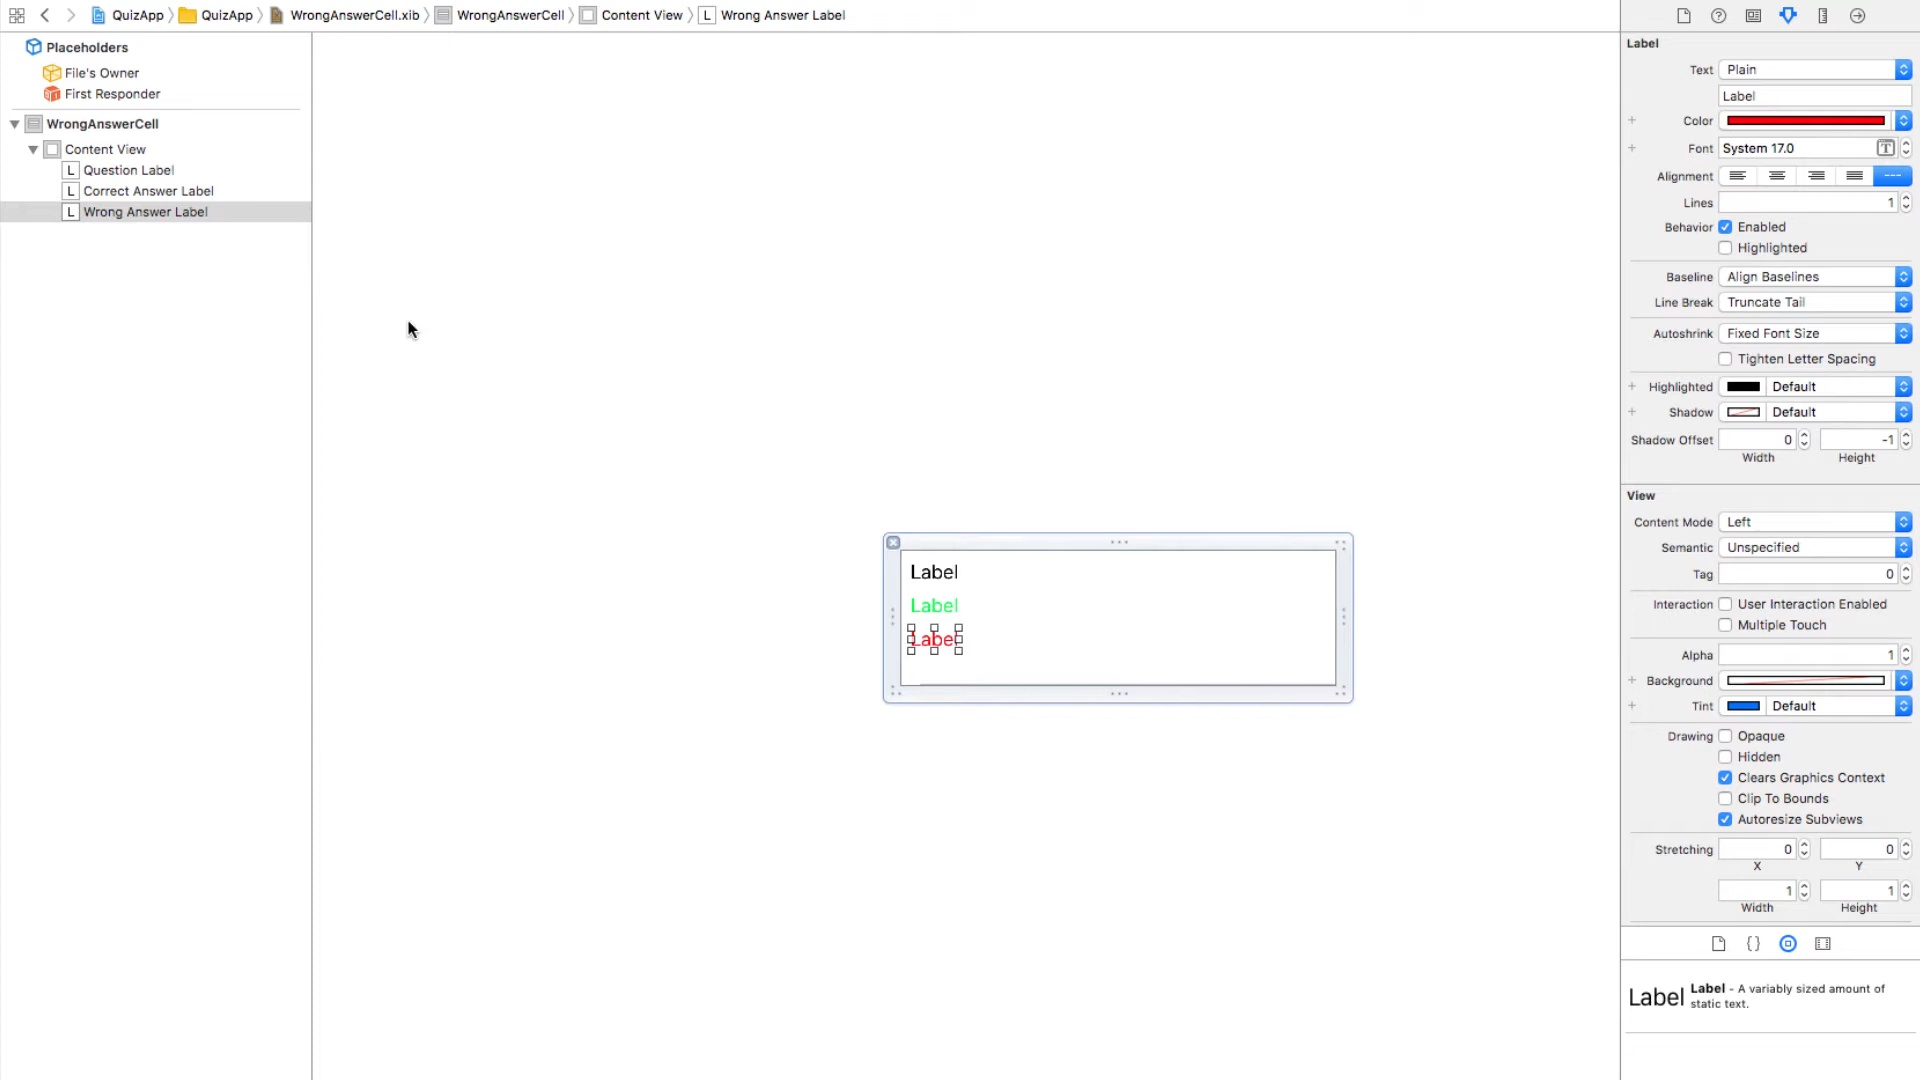 QuizApp 〉 QuizApp 〉 WrongAnswerCell.xib 〉 WrongAnswerCell 〉 Content View 〉 L Wrong Answer Label
Placeholders
File's Owner
First Responder
WrongAnswerCell
Content View
L Question Label
L Correct Answer Label
L Wrong Answer Label
Label
Label
Label
Label
Text Plain
Label
Color
Font System 17.0 T
Alignment
Lines 1
Behavior Enabled
Highlighted
Baseline Align Baselines
Line Break Truncate Tail
Autoshrink Fixed Font Size
Tighten Letter Spacing
Highlighted Default
Shadow Default
Shadow Offset 0 -1
Width Height
View
Content Mode Left
Semantic Unspecified
Tag 0
Interaction User Interaction Enabled
Multiple Touch
Alpha 1
Background
Tint Default
Drawing Opaque
Hidden
Clears Graphics Context
Clip To Bounds
Autoresize Subviews
Stretching 0 0
X Y
1 1
Width Height
{}
Label Label - A variably sized amount of
static text.